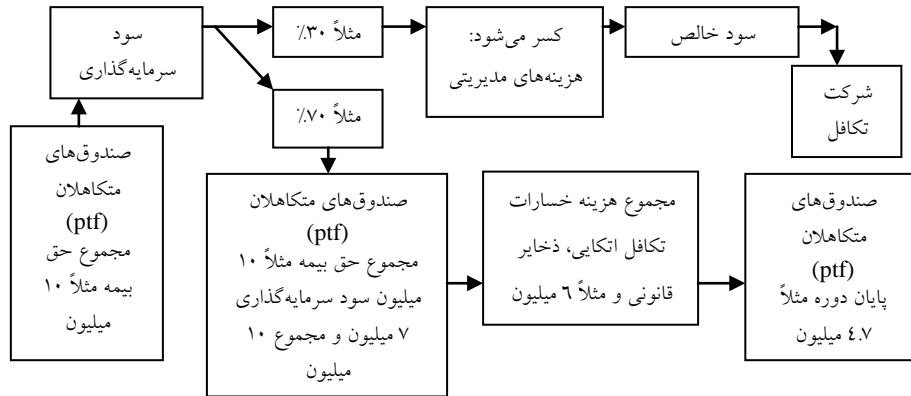 سود
سرمایه‌گذاری
مثلاً ۳۰٪
کسر می‌شود:
هزینه‌های مدیریتی
سود خالص
شرکت
تکافل
مثلاً ۷۰٪
صندوق‌های
متکاهلان
(ptf)
مجموع حق
بیمه مثلاً ۱۰
میلیون
صندوق‌های متکاهلان
(ptf)
مجموع حق بیمه مثلاً ۱۰
میلیون سود سرمایه‌گذاری
۷ میلیون و مجموع ۱۰
میلیون
مجموع هزینه خسارات
تکافل اتکایی، ذخایر
قانونی و مثلاً ٦ میلیون
صندوق‌های
متکاهلان
(ptf)
پایان دوره مثلاً
٤.۷ میلیون